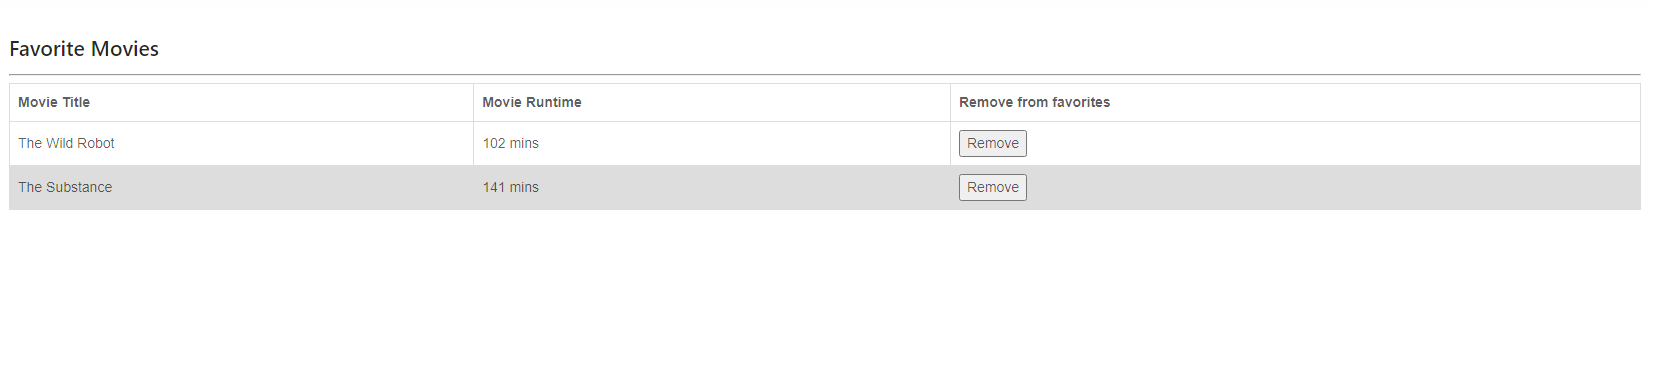 Favorite Movies
Movie Title Movie Runtime Remove from favorites
The Wild Robot 102 mins Remove
The Substance 141 mins Remove